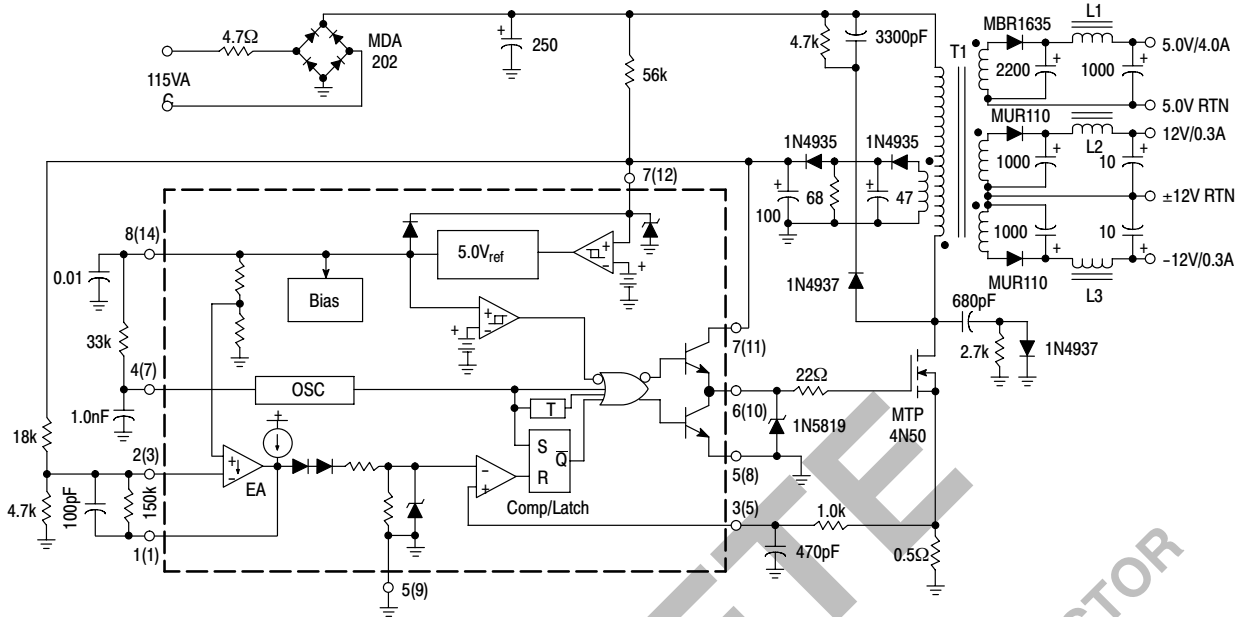 4.7Ω
MDA
202
115VA
6
+
250
56k
4.7k
3300pF
T1
MBR1635
L1
+
2200
+
1000
5.0V/4.0A
5.0V RTN
MUR110
+
1000
L2
+
10
12V/0.3A
±12V RTN
1000
+
10
+
MUR110
L3
–12V/0.3A
1N4935
1N4935
+
100
68
+
47
7(12)
8(14)
0.01
33k
5.0Vref
+
–
+
Bias
+
–
+
1N4937
680pF
2.7k
1N4937
7(11)
4(7)
OSC
1.0nF
T
22Ω
6(10)
1N5819
MTP
4N50
18k
2(3)
+
–
EA
S
R
Q
–
+
Comp/Latch
5(8)
4.7k
100pF
150k
1(1)
3(5)
1.0k
470pF
0.5Ω
5(9)